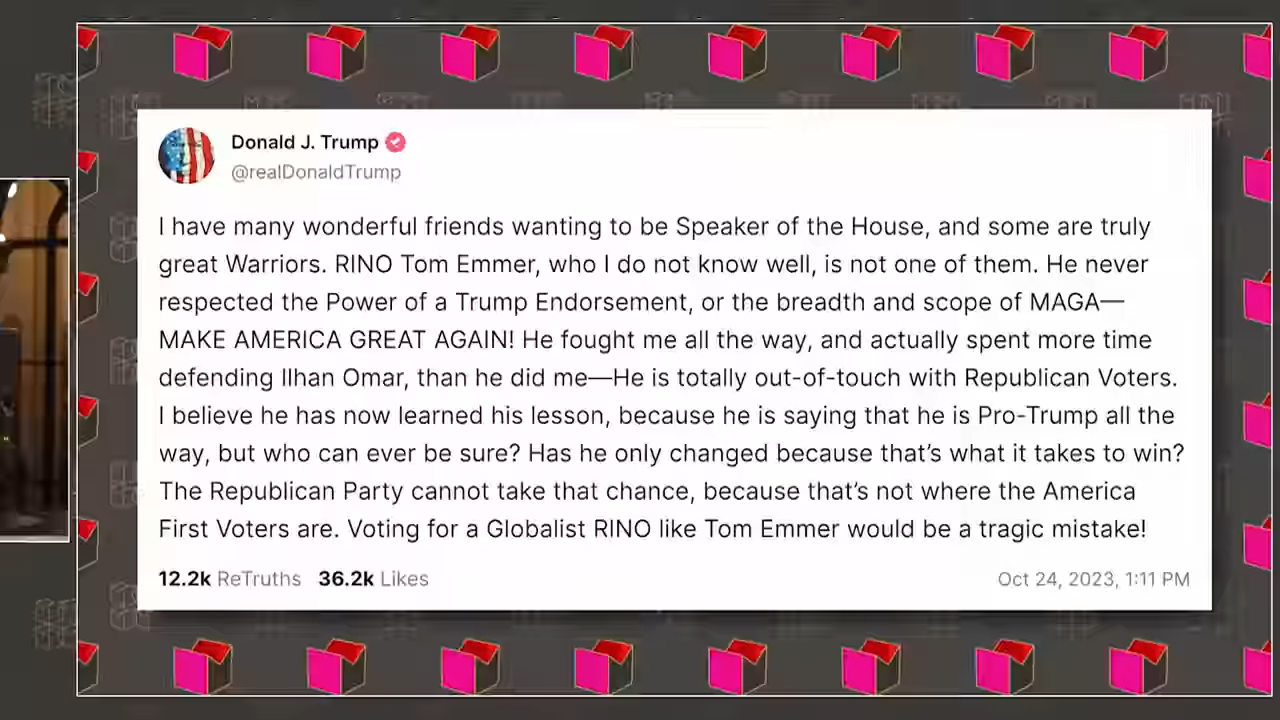 Donald J. Trump
@realDonaldTrump
I have many wonderful friends wanting to be Speaker of the House, and some are truly
great Warriors. RINO Tom Emmer, who I do not know well, is not one of them. He never
respected the Power of a Trump Endorsement, or the breadth and scope of MAGA—
MAKE AMERICA GREAT AGAIN! He fought me all the way, and actually spent more time
defending Ilhan Omar, than he did me—He is totally out-of-touch with Republican Voters.
I believe he has now learned his lesson, because he is saying that he is Pro-Trump all the
way, but who can ever be sure? Has he only changed because that’s what it takes to win?
The Republican Party cannot take that chance, because that’s not where the America
First Voters are. Voting for a Globalist RINO like Tom Emmer would be a tragic mistake!
12.2k ReTruths 36.2k Likes Oct 24, 2023, 1:11 PM